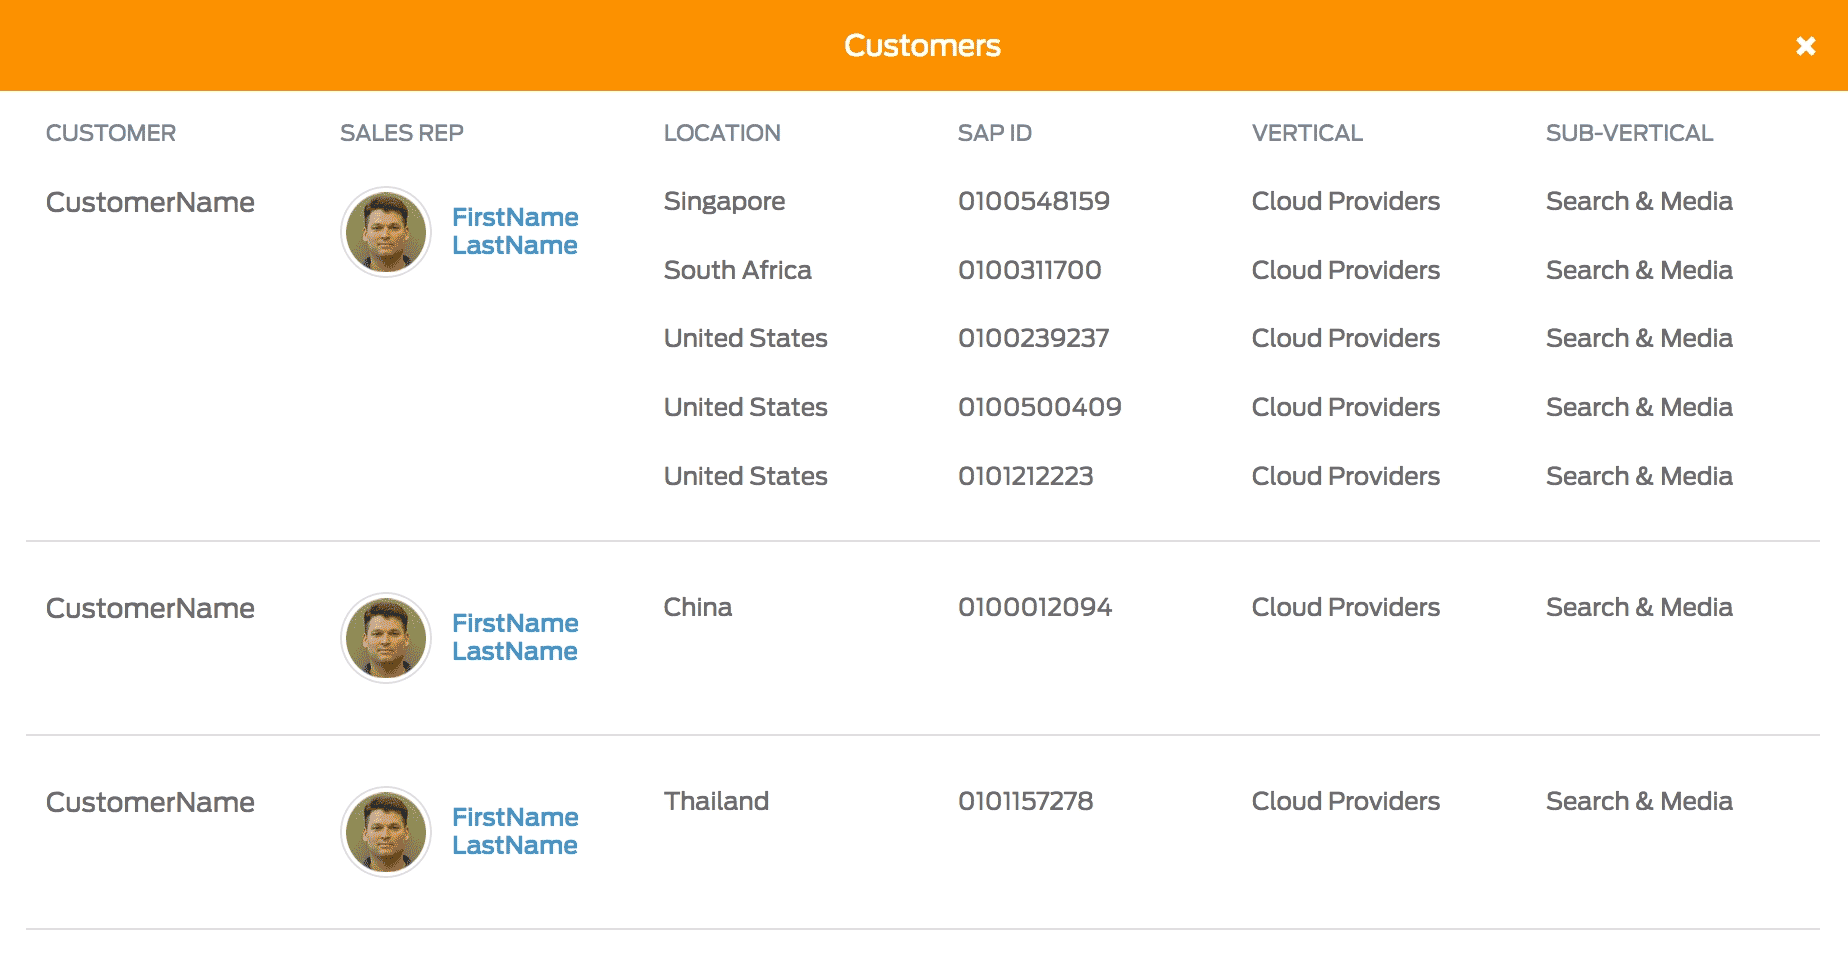 Customers
CUSTOMER SALES REP LOCATION SAP ID VERTICAL SUB-VERTICAL
CustomerName FirstName LastName Singapore 0100548159 Cloud Providers Search & Media
South Africa 0100311700 Cloud Providers Search & Media
United States 0100239237 Cloud Providers Search & Media
United States 0100500409 Cloud Providers Search & Media
United States 0101212223 Cloud Providers Search & Media
CustomerName FirstName LastName China 0100012094 Cloud Providers Search & Media
CustomerName FirstName LastName Thailand 0101157278 Cloud Providers Search & Media